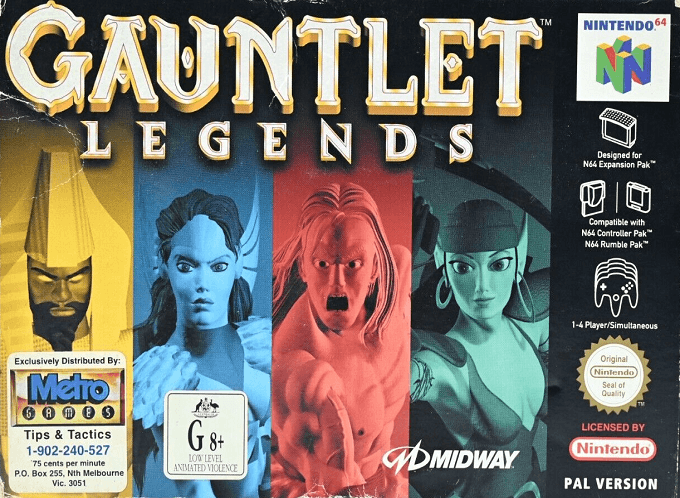 GAUNTLET™
LEGENDS
NINTENDO64
N
Designed for
N64 Expansion Pak™
Compatible with
N64 Controller Pak™
N64 Rumble Pak™
1-4 Player/Simultaneous
Original
Nintendo
Seal of
Quality
TM
LICENSED BY
Nintendo
PAL VERSION
Exclusively Distributed By:
Metro
GAMES
Tips & Tactics
1-902-240-527
75 cents per minute
P.O. Box 255, Nth Melbourne
Vic. 3051
G 8+
LOW LEVEL
ANIMATED VIOLENCE
MIDWAY